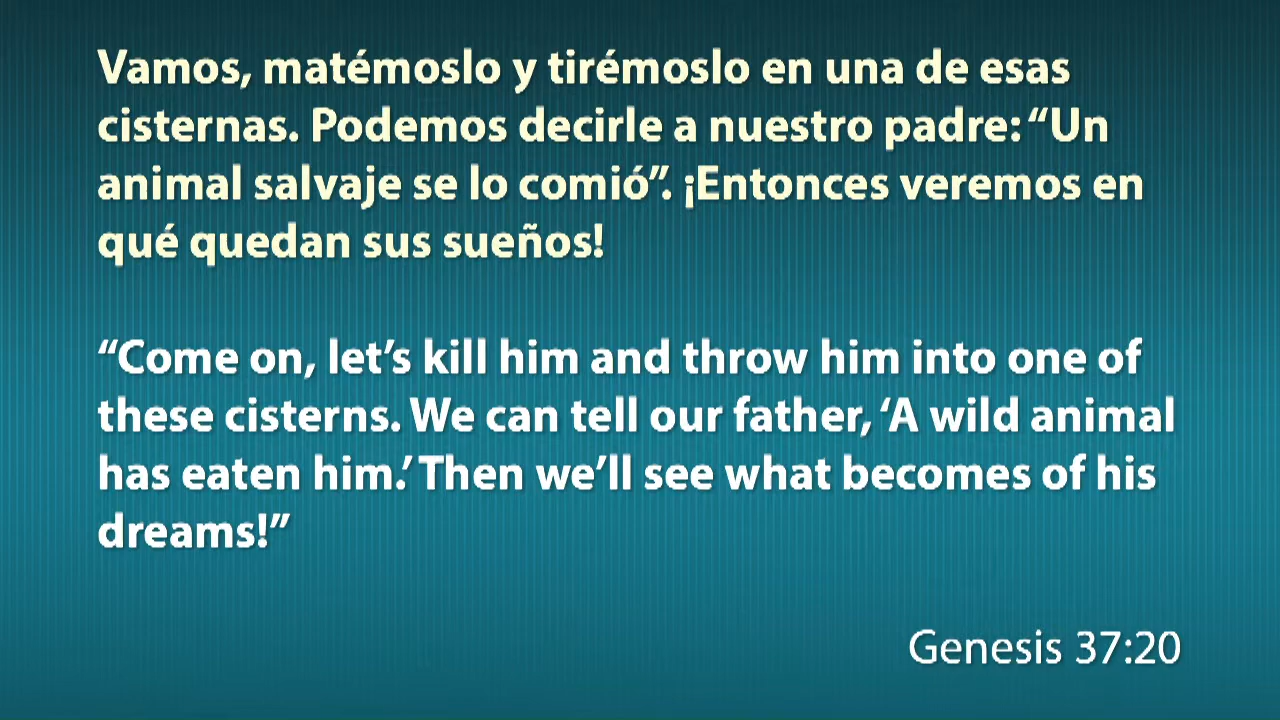 Vamos, matémoslo y tirémoslo en una de esas
cisternas. Podemos decirle a nuestro padre: “Un
animal salvaje se lo comió”. ¡Entonces veremos en
qué quedan sus sueños!
“Come on, let’s kill him and throw him into one of
these cisterns. We can tell our father, ‘A wild animal
has eaten him.’ Then we’ll see what becomes of his
dreams!”
Genesis 37:20